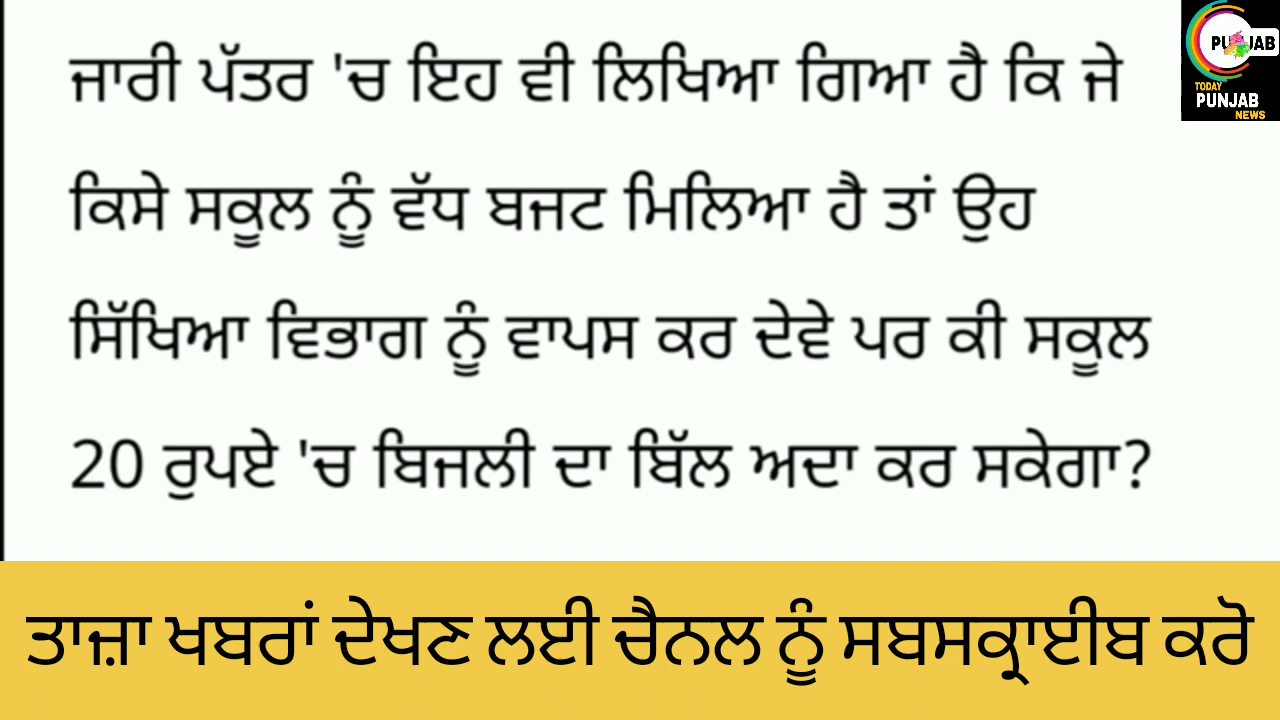 ਜਾਰੀ ਪੱਤਰ 'ਚ ਇਹ ਵੀ ਲਿਖਿਆ ਗਿਆ ਹੈ ਕਿ ਜੇ
ਕਿਸੇ ਸਕੂਲ ਨੂੰ ਵੱਧ ਬਜਟ ਮਿਲਿਆ ਹੈ ਤਾਂ ਉਹ
ਸਿੱਖਿਆ ਵਿਭਾਗ ਨੂੰ ਵਾਪਸ ਕਰ ਦੇਵੇ ਪਰ ਕੀ ਸਕੂਲ
20 ਰੁਪਏ 'ਚ ਬਿਜਲੀ ਦਾ ਬਿੱਲ ਅਦਾ ਕਰ ਸਕੇਗਾ?
PUNJAB
TODAY
PUNJAB
NEWS
ਤਾਜ਼ਾ ਖਬਰਾਂ ਦੇਖਣ ਲਈ ਚੈਨਲ ਨੂੰ ਸਬਸਕ੍ਰਾਈਬ ਕਰੋ